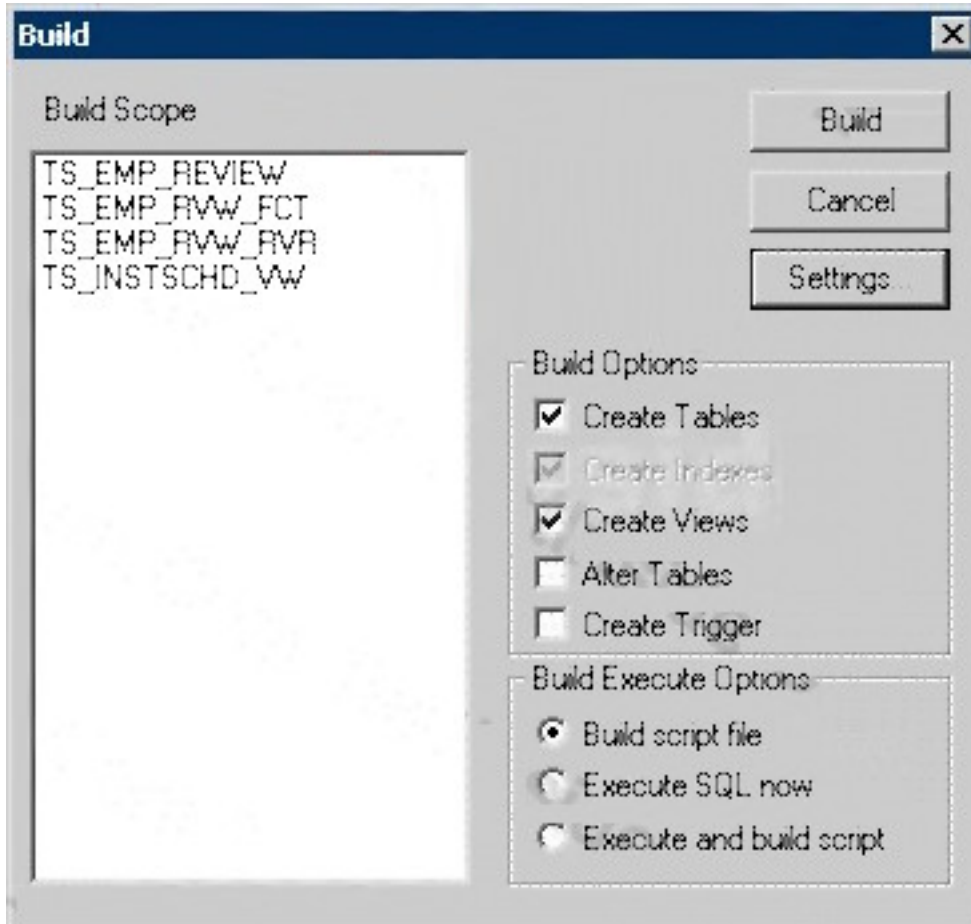 Build
Build Scope
TS_EMP_REVIEW
TS_EMP_RVW_FCT
TS_EMP_RVW_RVR
TS_INSTSCHD_VW
Build
Cancel
Settings...
Build Options
Create Tables
Create Indexes
Create Views
Alter Tables
Create Trigger
Build Execute Options
Build script file
Execute SQL now
Execute and build script